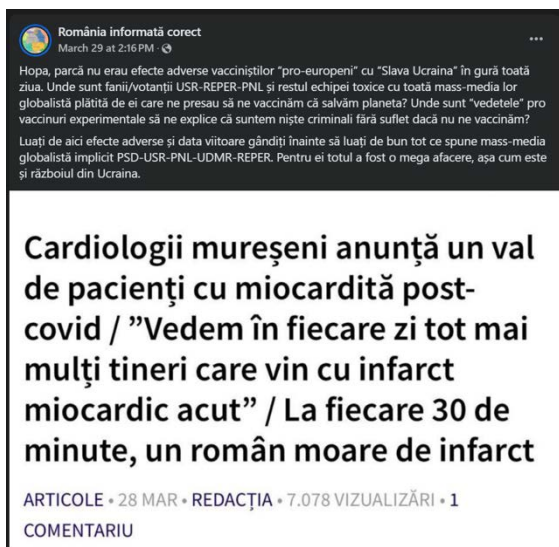 România informată corect
March 29 at 2:16 PM ·
Hopa, parcă nu erau efecte adverse vacciniștilor "pro-europeni" cu "Slava Ucraina" în gură toată
ziua. Unde sunt fanii/votanții USR-REPER-PNL și restul echipei toxice cu toată mass-media lor
globalistă plătită de ei care ne presau să ne vaccinăm că salvăm planeta? Unde sunt "vedetele" pro
vaccinuri experimentale să ne explice că suntem niște criminali fără suflet dacă nu ne vaccinăm?
Luați de aici efecte adverse și data viitoare gândiți înainte să luați de bun tot ce spune mass-media
globalistă implicit PSD-USR-PNL-UDMR-REPER. Pentru ei totul a fost o mega afacere, așa cum este
și războiul din Ucraina.
Cardiologii mureșeni anunță un val
de pacienți cu miocardită post-
covid / ”Vedem în fiecare zi tot mai
mulți tineri care vin cu infarct
miocardic acut” / La fiecare 30 de
minute, un român moare de infarct
ARTICOLE • 28 MAR • REDACȚIA • 7.078 VIZUALIZĂRI • 1
COMENTARIU